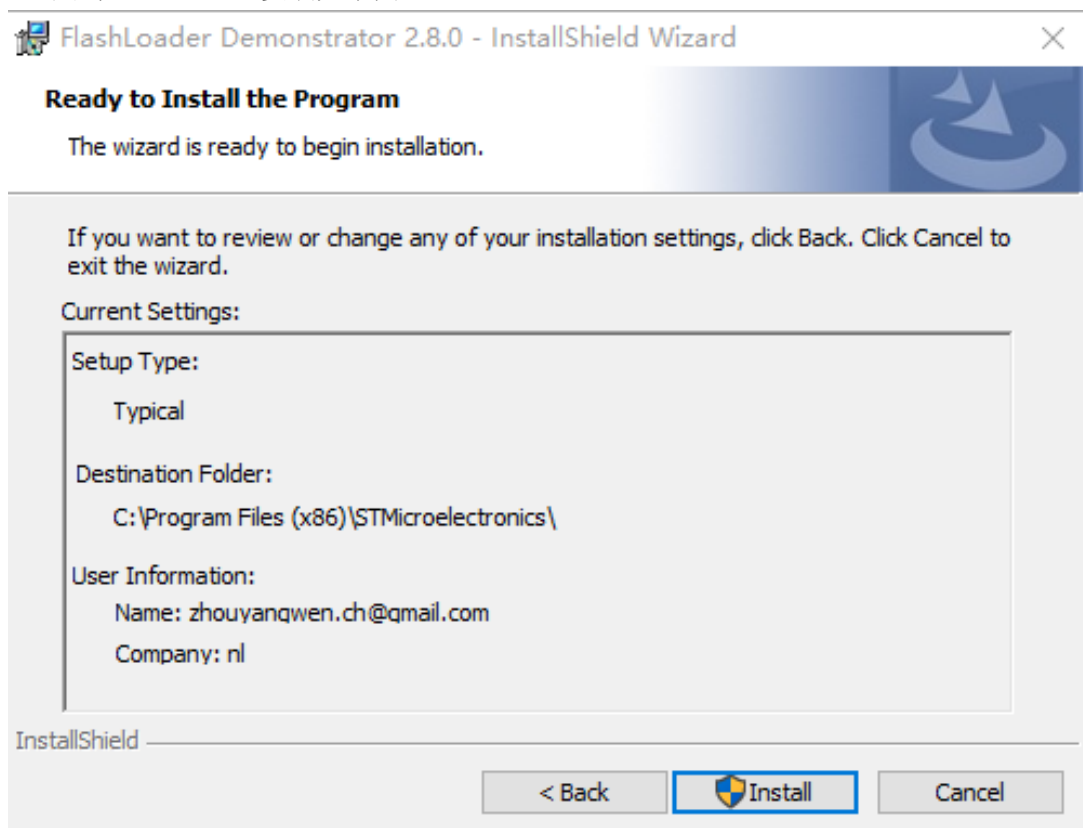 FlashLoader Demonstrator 2.8.0 - InstallShield Wizard
Ready to Install the Program
The wizard is ready to begin installation.
If you want to review or change any of your installation settings, click Back. Click Cancel to
exit the wizard.
Current Settings:
Setup Type:
Typical
Destination Folder:
C:\Program Files (x86)\STMicroelectronics\
User Information:
Name: zhouyangwen.ch@gmail.com
Company: nl
InstallShield
< Back
Install
Cancel